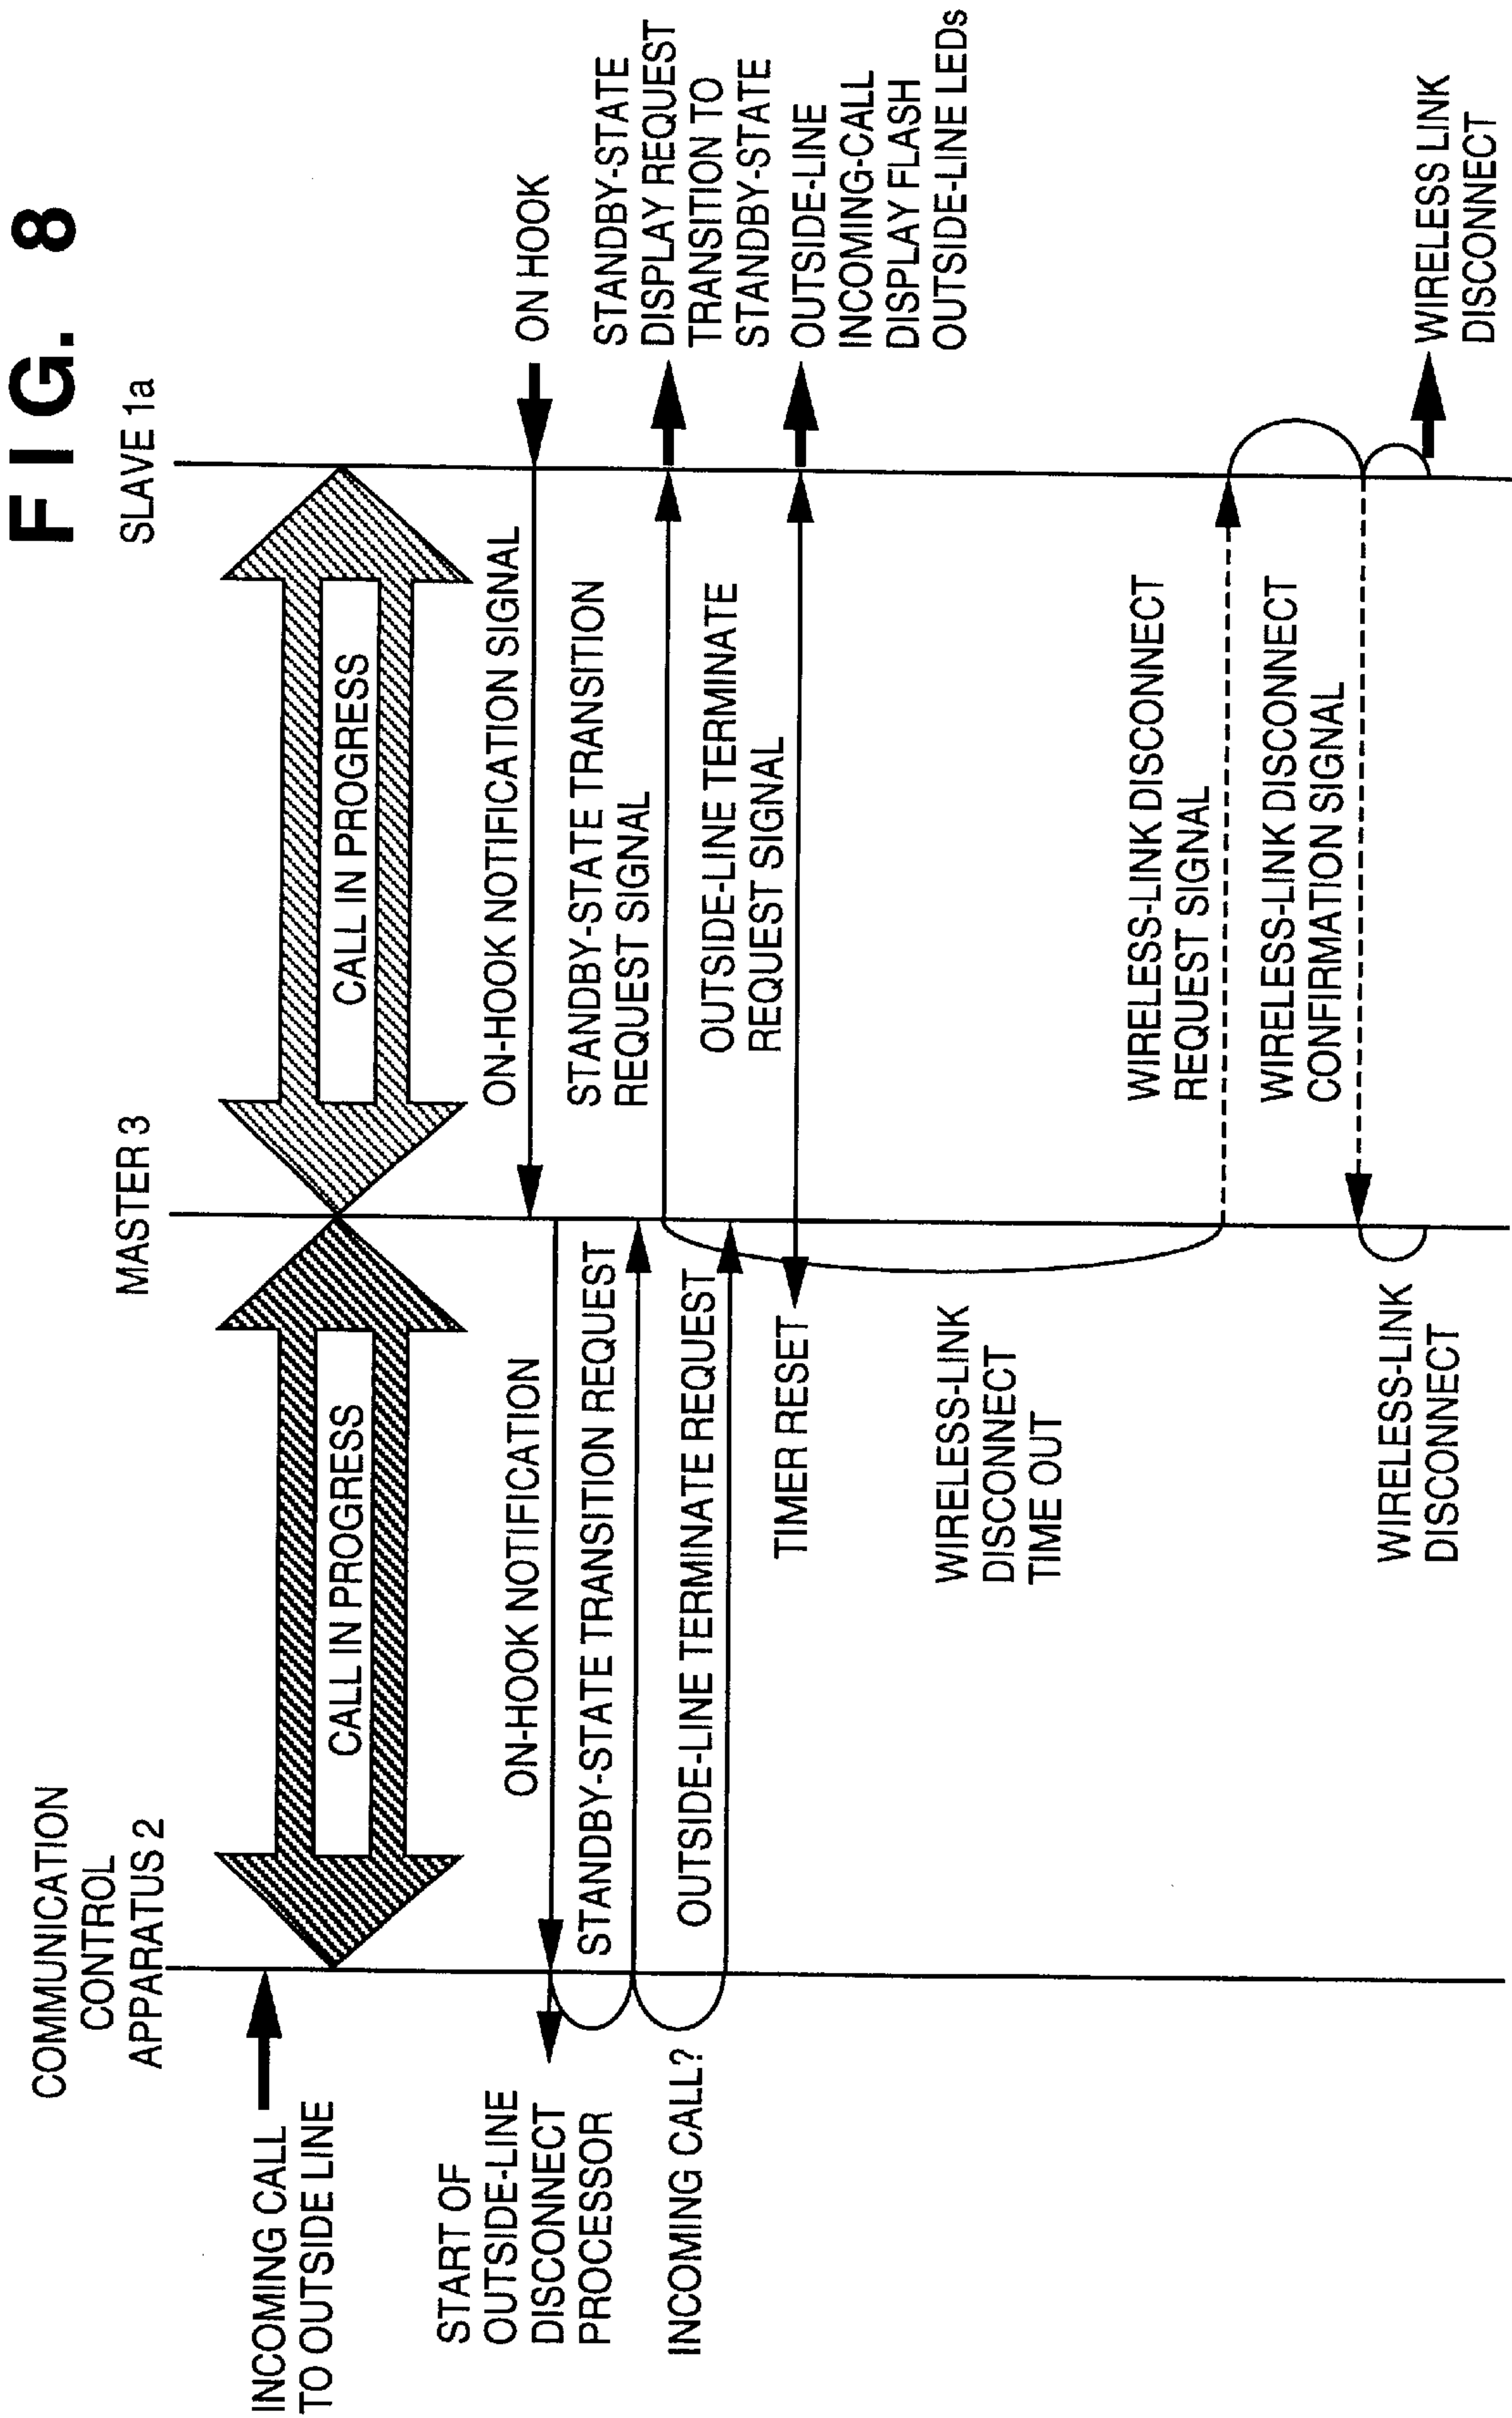 FIG. 8
COMMUNICATION
CONTROL
APPARATUS 2
MASTER 3
SLAVE 1a
INCOMING CALL
TO OUTSIDE LINE
CALL IN PROGRESS
CALL IN PROGRESS
ON-HOOK NOTIFICATION SIGNAL
ON HOOK
START OF
OUTSIDE-LINE
DISCONNECT
PROCESSOR
ON-HOOK NOTIFICATION
STANDBY-STATE TRANSITION REQUEST
STANDBY-STATE TRANSITION
REQUEST SIGNAL
STANDBY-STATE
DISPLAY REQUEST
TRANSITION TO
STANDBY-STATE
INCOMING CALL?
OUTSIDE-LINE TERMINATE REQUEST
OUTSIDE-LINE TERMINATE
REQUEST SIGNAL
OUTSIDE-LINE
INCOMING-CALL
DISPLAY FLASH
OUTSIDE-LINE LEDs
TIMER RESET
WIRELESS-LINK
DISCONNECT
TIME OUT
WIRELESS-LINK DISCONNECT
REQUEST SIGNAL
WIRELESS-LINK DISCONNECT
CONFIRMATION SIGNAL
WIRELESS-LINK
DISCONNECT
WIRELESS LINK
DISCONNECT